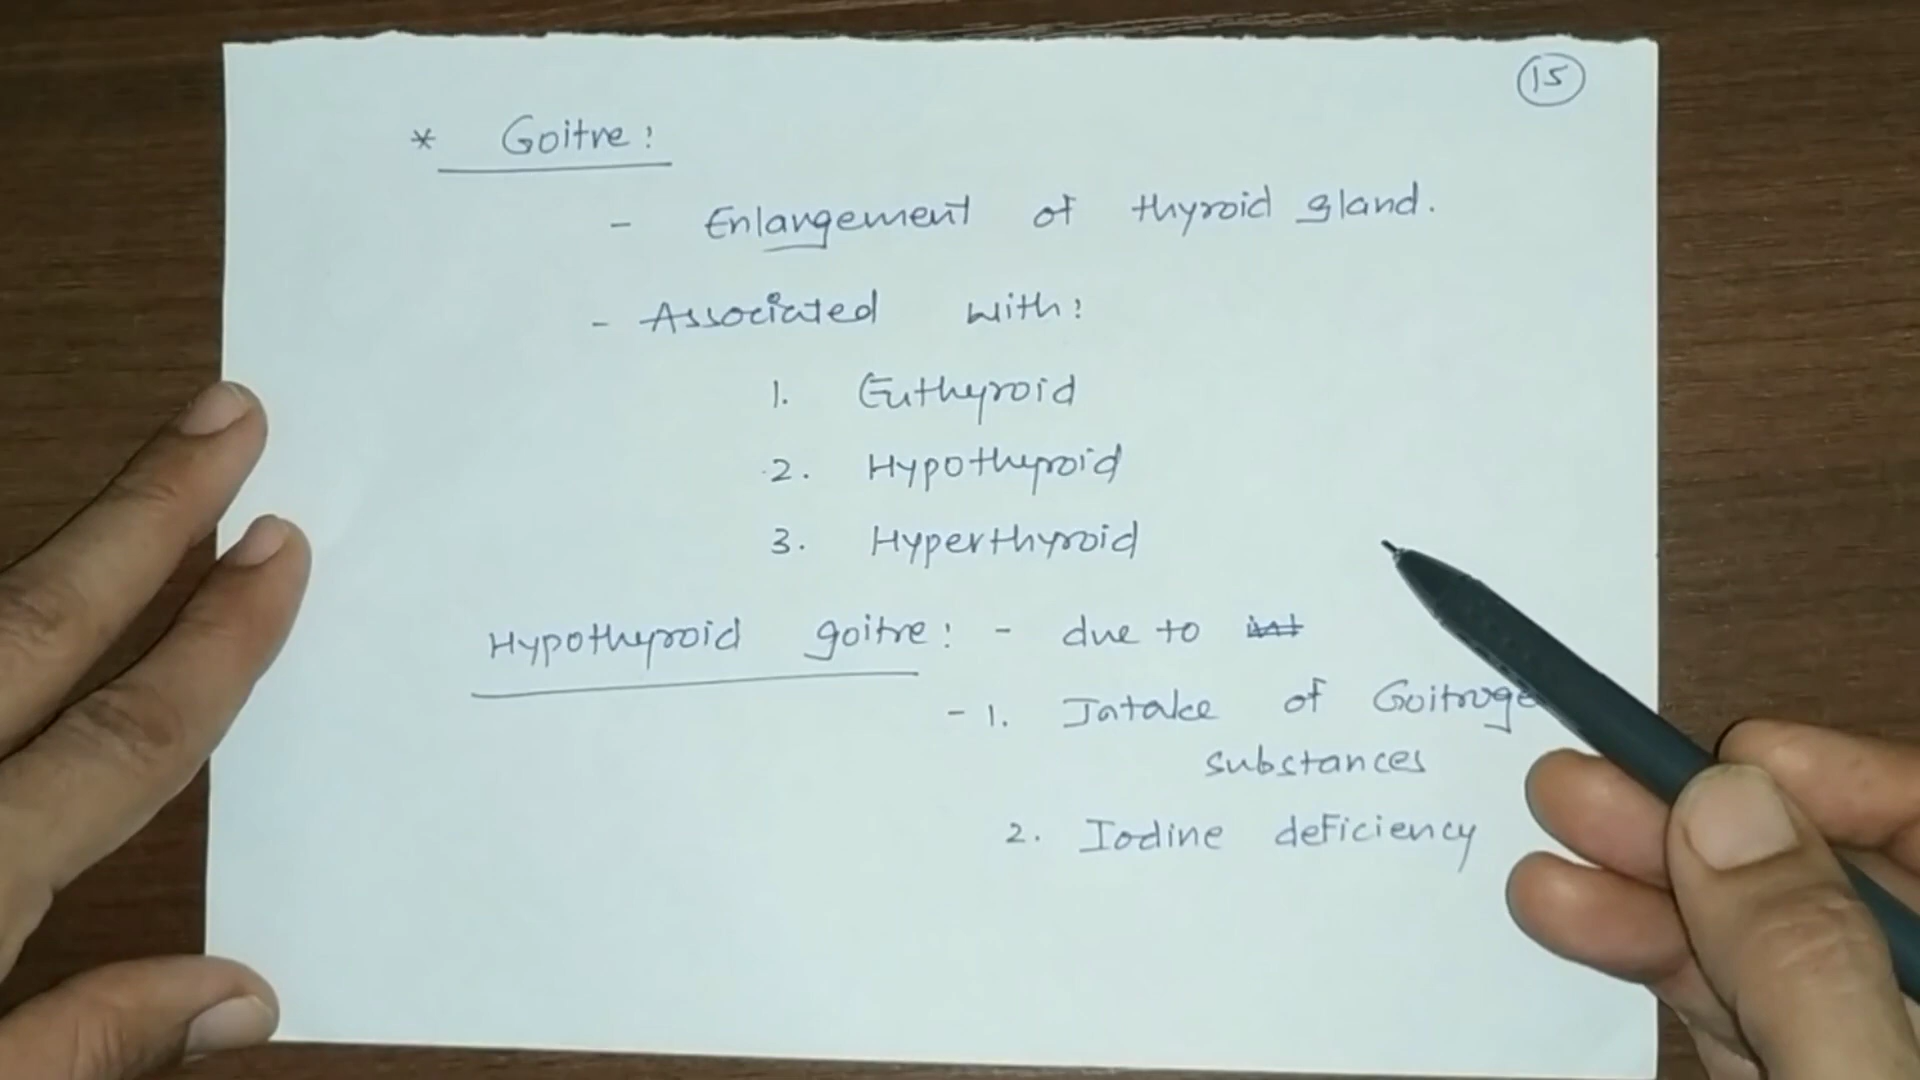 15
* Goitre:
- Enlargement of thyroid gland.
- Associated with:
1. Euthyroid
2. Hypothyroid
3. Hyperthyroid
Hypothyroid goitre: - due to
- 1. Intake of Goitroge
substances
2. Iodine deficiency